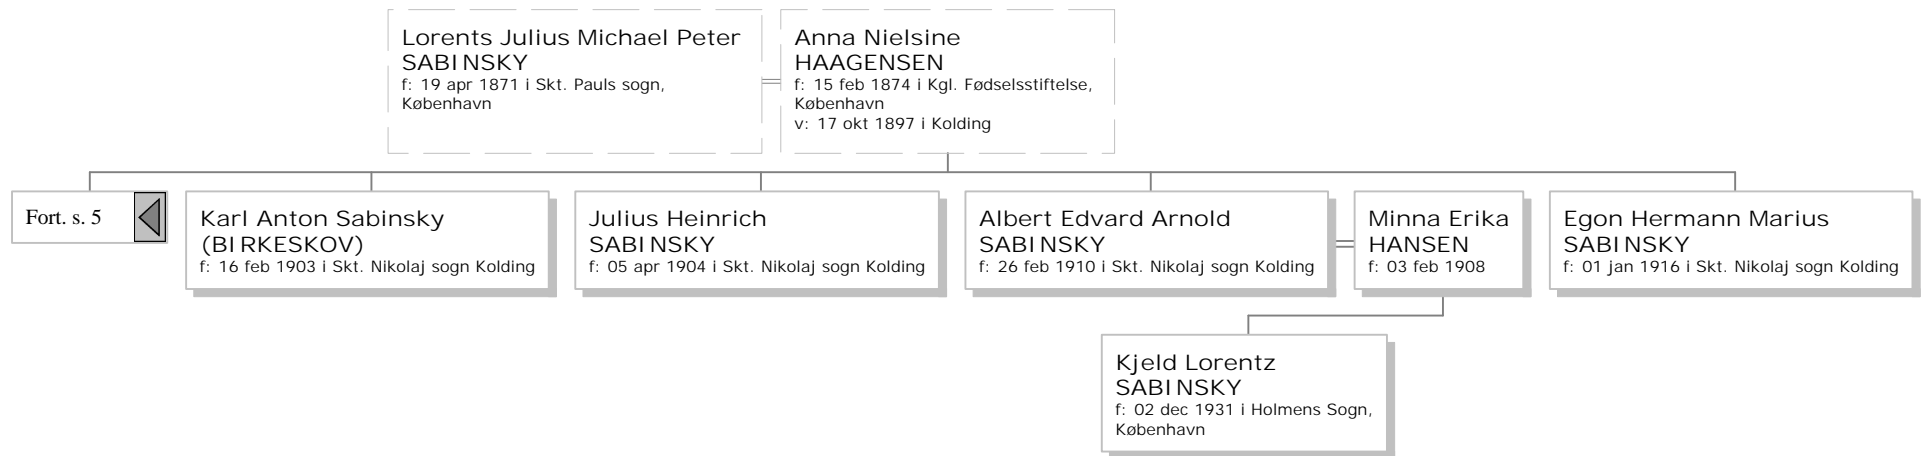 Lorents Julius Michael Peter
SABINSKY
f: 19 apr 1871 i Skt. Pauls sogn,
København
Anna Nielsine
HAAGENSEN
f: 15 feb 1874 i Kgl. Fødselsstiftelse,
København
v: 17 okt 1897 i Kolding
Fort. s. 5
Karl Anton Sabinsky
(BIRKESKOV)
f: 16 feb 1903 i Skt. Nikolaj sogn Kolding
Julius Heinrich
SABINSKY
f: 05 apr 1904 i Skt. Nikolaj sogn Kolding
Albert Edvard Arnold
SABINSKY
f: 26 feb 1910 i Skt. Nikolaj sogn Kolding
Minna Erika
HANSEN
f: 03 feb 1908
Egon Hermann Marius
SABINSKY
f: 01 jan 1916 i Skt. Nikolaj sogn Kolding
Kjeld Lorentz
SABINSKY
f: 02 dec 1931 i Holmens Sogn,
København